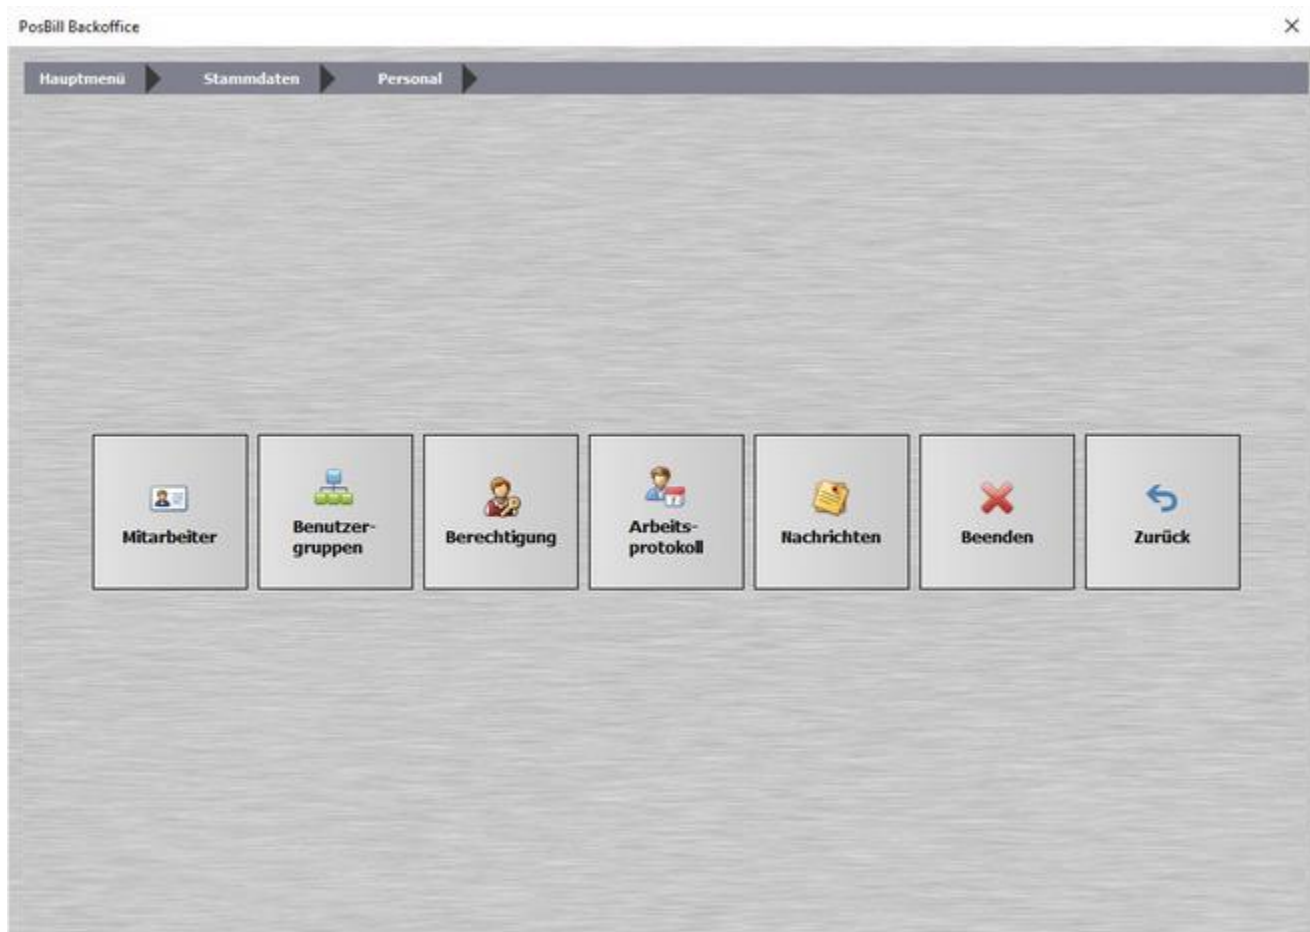 PosBill Backoffice
Hauptmenü Stammdaten Personal
Mitarbeiter
Benutzer-
gruppen
Berechtigung
Arbeits-
protokoll
Nachrichten
Beenden
Zurück